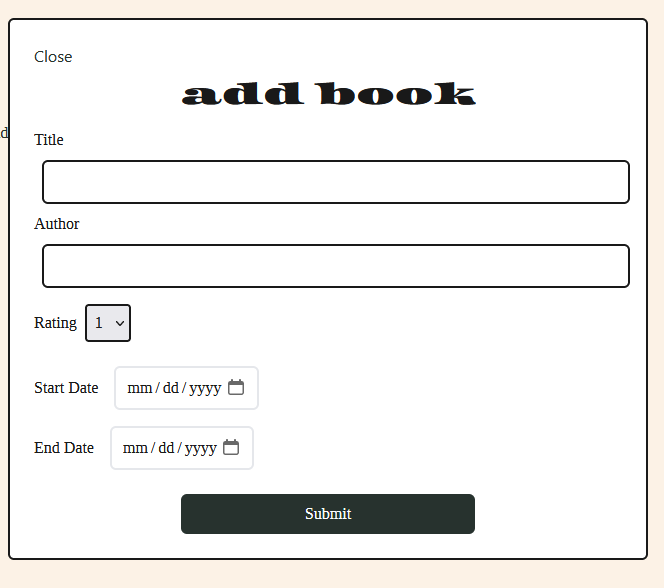 Close
add book
Title
Author
Rating 1
Start Date mm/dd/yyyy
End Date mm/dd/yyyy
Submit